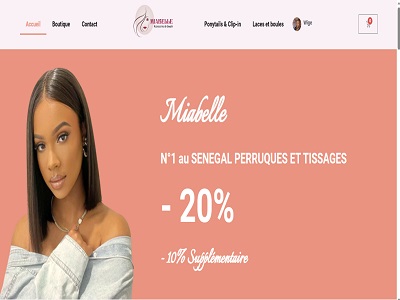 Accueil Boutique Contact MIABELLE Ponytails & Clip-in Laces et boules Wigs
Miabelle
N°1 au SENEGAL PERRUQUES ET TISSAGES
- 20%
- 10% Supplémentaire